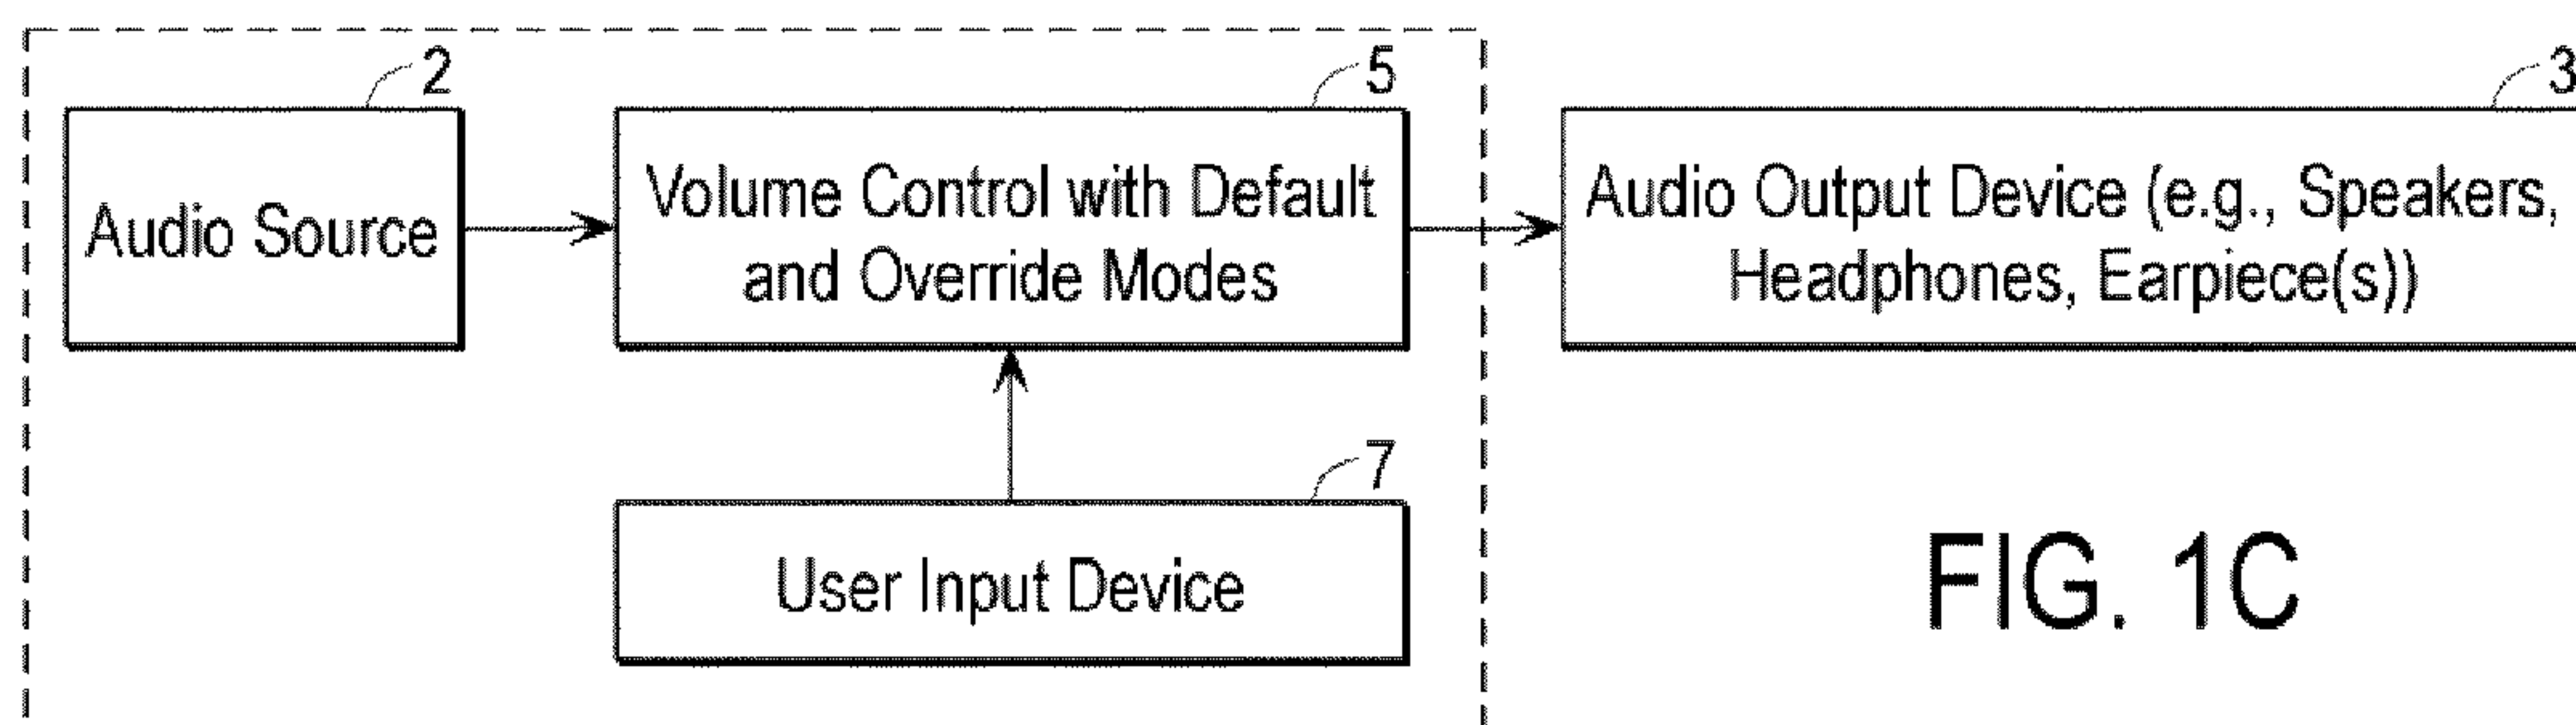 2
5
3
Audio Source
Volume Control with Default
and Override Modes
Audio Output Device (e.g., Speakers,
Headphones, Earpiece(s))
7
User Input Device
FIG. 1C